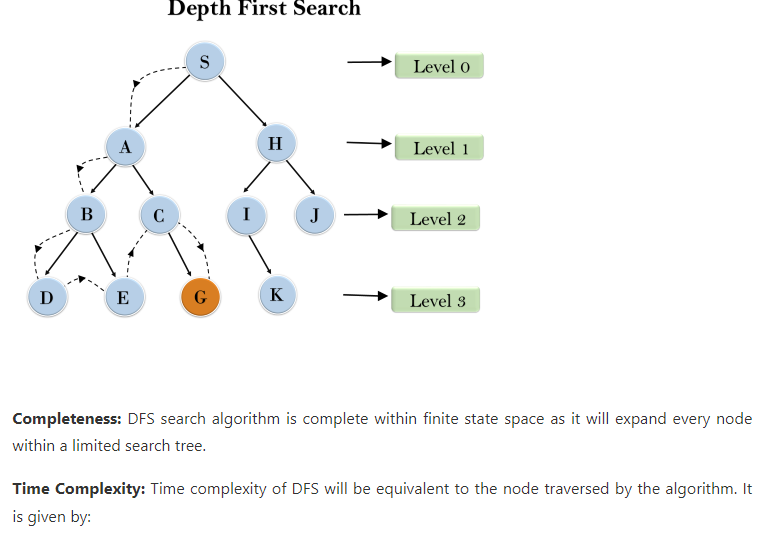 Depth First Search
S
Level 0
A
H
Level 1
B
C
I
J
Level 2
D
E
G
K
Level 3
Completeness: DFS search algorithm is complete within finite state space as it will expand every node
within a limited search tree.
Time Complexity: Time complexity of DFS will be equivalent to the node traversed by the algorithm. It
is given by: